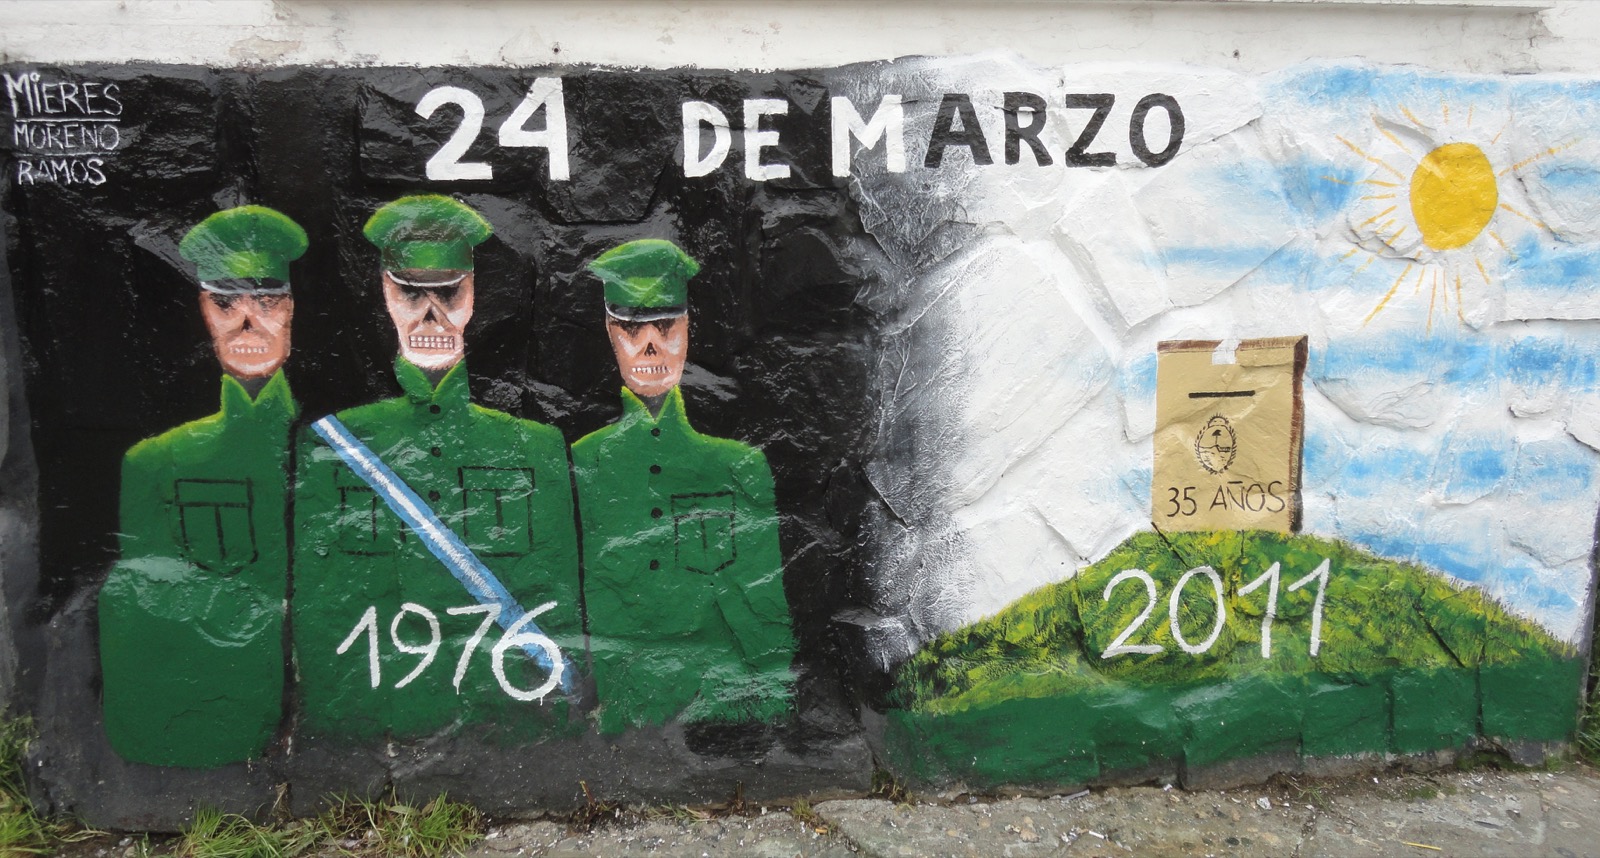 MIERES
MORENO
RAMOS
24 DE MARZO
1976
35 AÑOS
2011